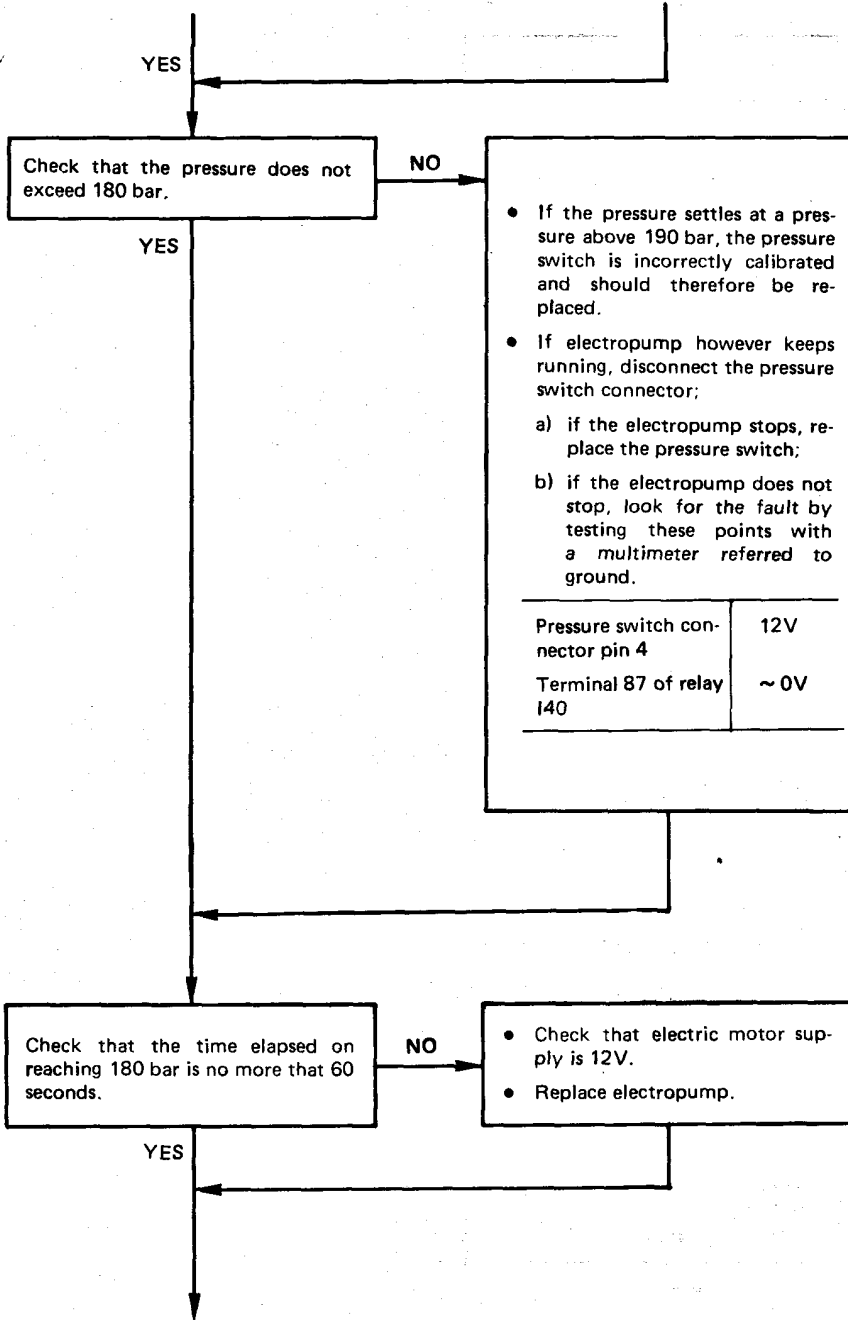 YES
Check that the pressure does not
exceed 180 bar.
NO
YES
• If the pressure settles at a pres-
sure above 190 bar, the pressure
switch is incorrectly calibrated
and should therefore be re-
placed.
• If electropump however keeps
running, disconnect the pressure
switch connector;
a) if the electropump stops, re-
place the pressure switch;
b) if the electropump does not
stop, look for the fault by
testing these points with
a multimeter referred to
ground.
Pressure switch con- 12V
nector pin 4
Terminal 87 of relay ~ 0V
I40
Check that the time elapsed on
reaching 180 bar is no more that 60
seconds.
NO
• Check that electric motor sup-
ply is 12V.
• Replace electropump.
YES